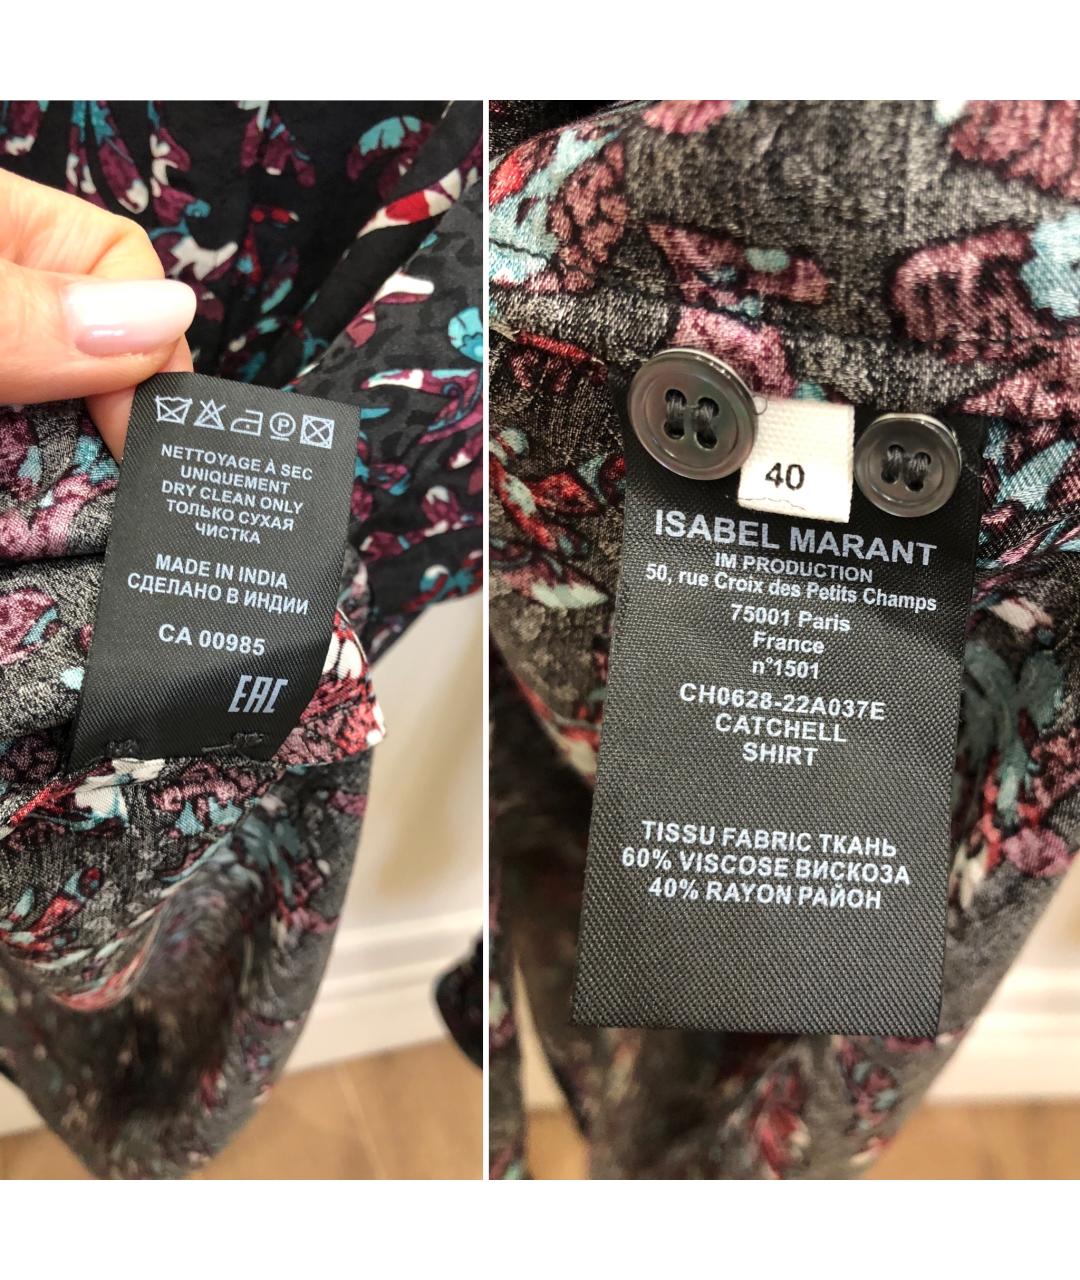 P
NETTOYAGE À SEC
UNIQUEMENT
DRY CLEAN ONLY
ТОЛЬКО СУХАЯ
ЧИСТКА
MADE IN INDIA
СДЕЛАНО В ИНДИИ
CA 00985
EAC
40
ISABEL MARANT
IM PRODUCTION
50, rue Croix des Petits Champs
75001 Paris
France
n°1501
CH0628-22A037E
CATCHELL
SHIRT
TISSU FABRIC ТКАНЬ
60% VISCOSE ВИСКОЗА
40% RAYON РАЙОН